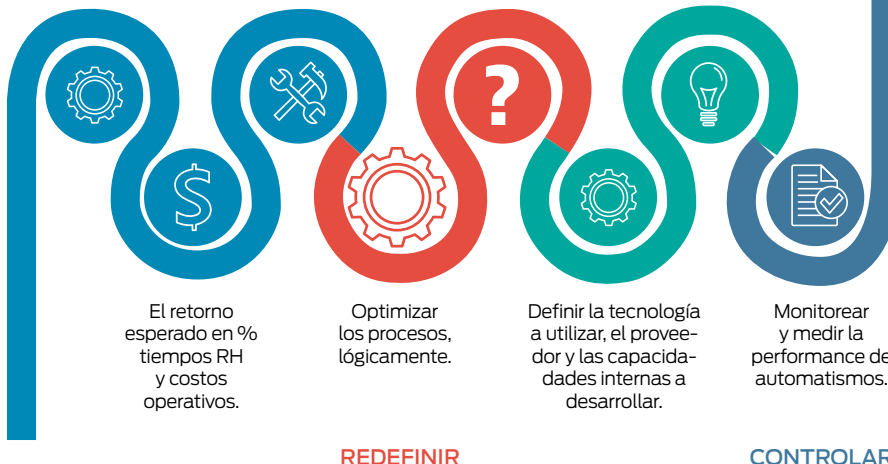 El retorno
esperado en %
tiempos RH
y costos
operativos.
Optimizar
los procesos,
lógicamente.
Definir la tecnología
a utilizar, el provee-
dor y las capacida-
dades internas a
desarrollar.
Monitorear
y medir la
performance de
automatismos.
REDEFINIR
CONTROLAR
$
?